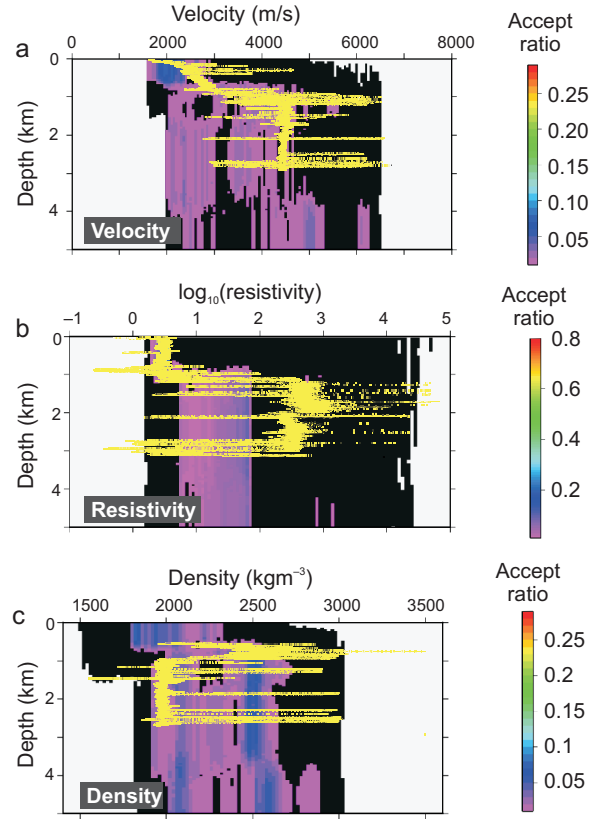 Velocity (m/s)
a
0 2000 4000 6000 8000
Accept
ratio
0
2
4
Depth (km)
Velocity
0.25
0.20
0.15
0.10
0.05
log₁₀(resistivity)
b
−1 0 1 2 3 4 5
Accept
ratio
0
2
4
Depth (km)
Resistivity
0.8
0.6
0.4
0.2
Density (kgm⁻³)
c
1500 2000 2500 3000 3500
Accept
ratio
0
2
4
Depth (km)
Density
0.25
0.20
0.15
0.10
0.05